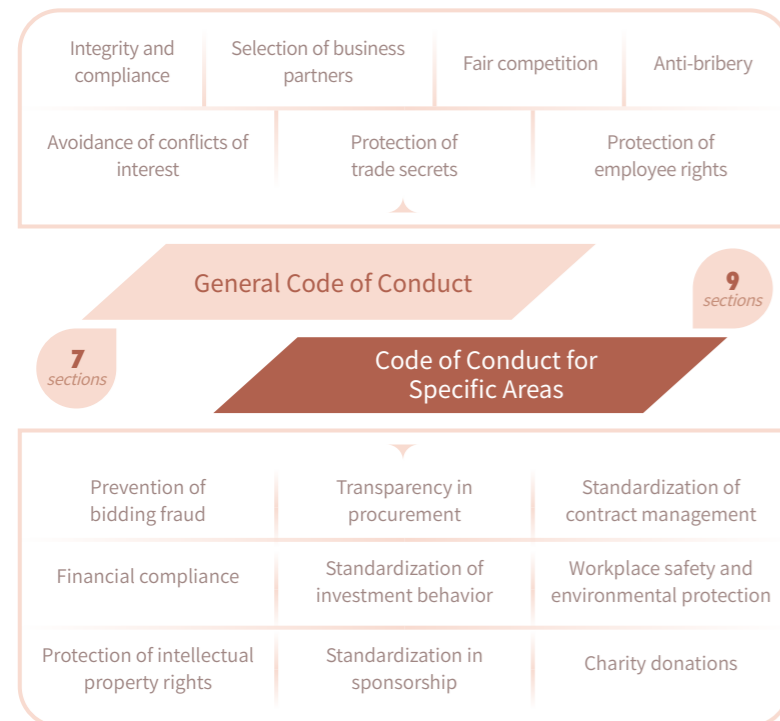 Integrity and
compliance
Selection of business
partners
Fair competition
Anti-bribery
Avoidance of conflicts of
interest
Protection of
trade secrets
Protection of
employee rights
General Code of Conduct
9
sections
7
sections
Code of Conduct for
Specific Areas
Prevention of
bidding fraud
Transparency in
procurement
Standardization of
contract management
Financial compliance
Standardization of
investment behavior
Workplace safety and
environmental protection
Protection of intellectual
property rights
Standardization in
sponsorship
Charity donations